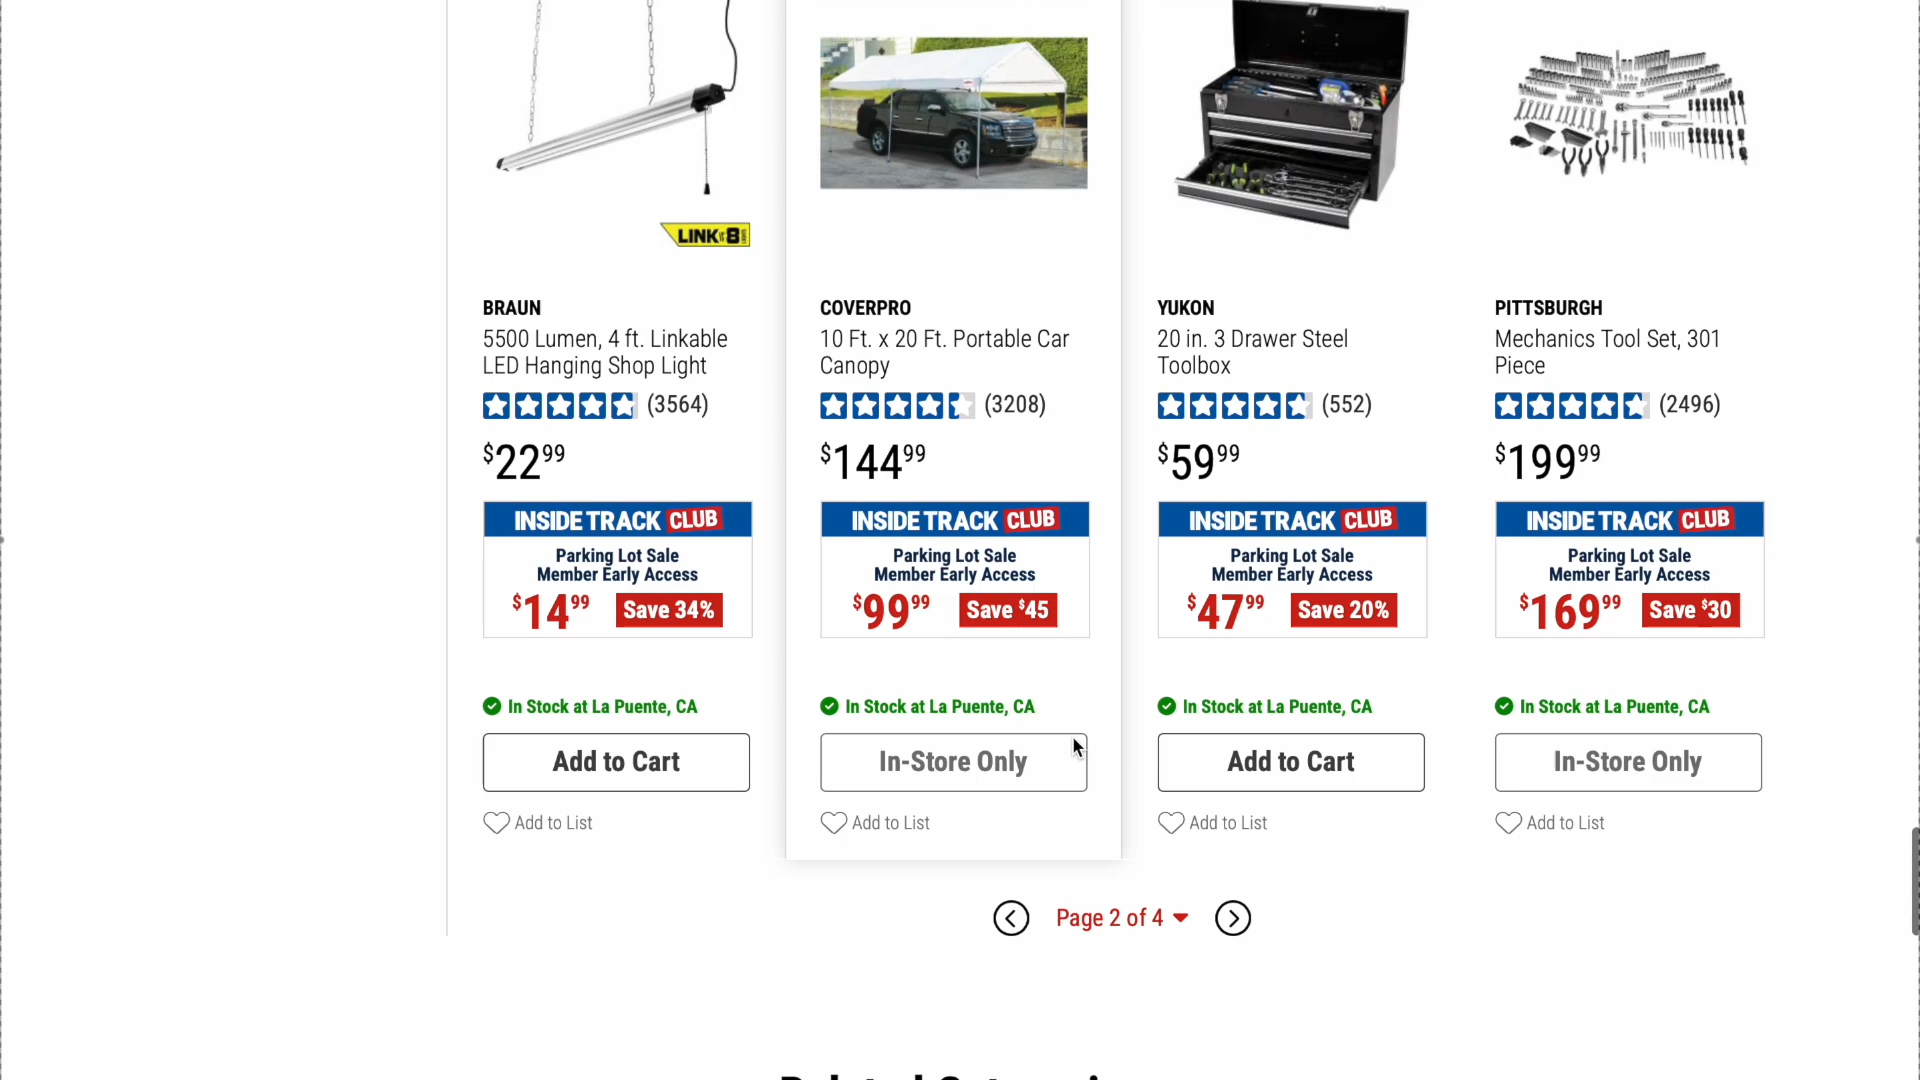 LINK UP TO 8 LIGHTS
BRAUN
5500 Lumen, 4 ft. Linkable
LED Hanging Shop Light
(3564)
$22 99
INSIDE TRACK CLUB
Parking Lot Sale
Member Early Access
$14 99 Save 34%
In Stock at La Puente, CA
Add to Cart
Add to List
COVERPRO
10 Ft. x 20 Ft. Portable Car
Canopy
(3208)
$144 99
INSIDE TRACK CLUB
Parking Lot Sale
Member Early Access
$99 99 Save $45
In Stock at La Puente, CA
In-Store Only
Add to List
YUKON
20 in. 3 Drawer Steel
Toolbox
(552)
$59 99
INSIDE TRACK CLUB
Parking Lot Sale
Member Early Access
$47 99 Save 20%
In Stock at La Puente, CA
Add to Cart
Add to List
PITTSBURGH
Mechanics Tool Set, 301
Piece
(2496)
$199 99
INSIDE TRACK CLUB
Parking Lot Sale
Member Early Access
$169 99 Save $30
In Stock at La Puente, CA
In-Store Only
Add to List
Page 2 of 4